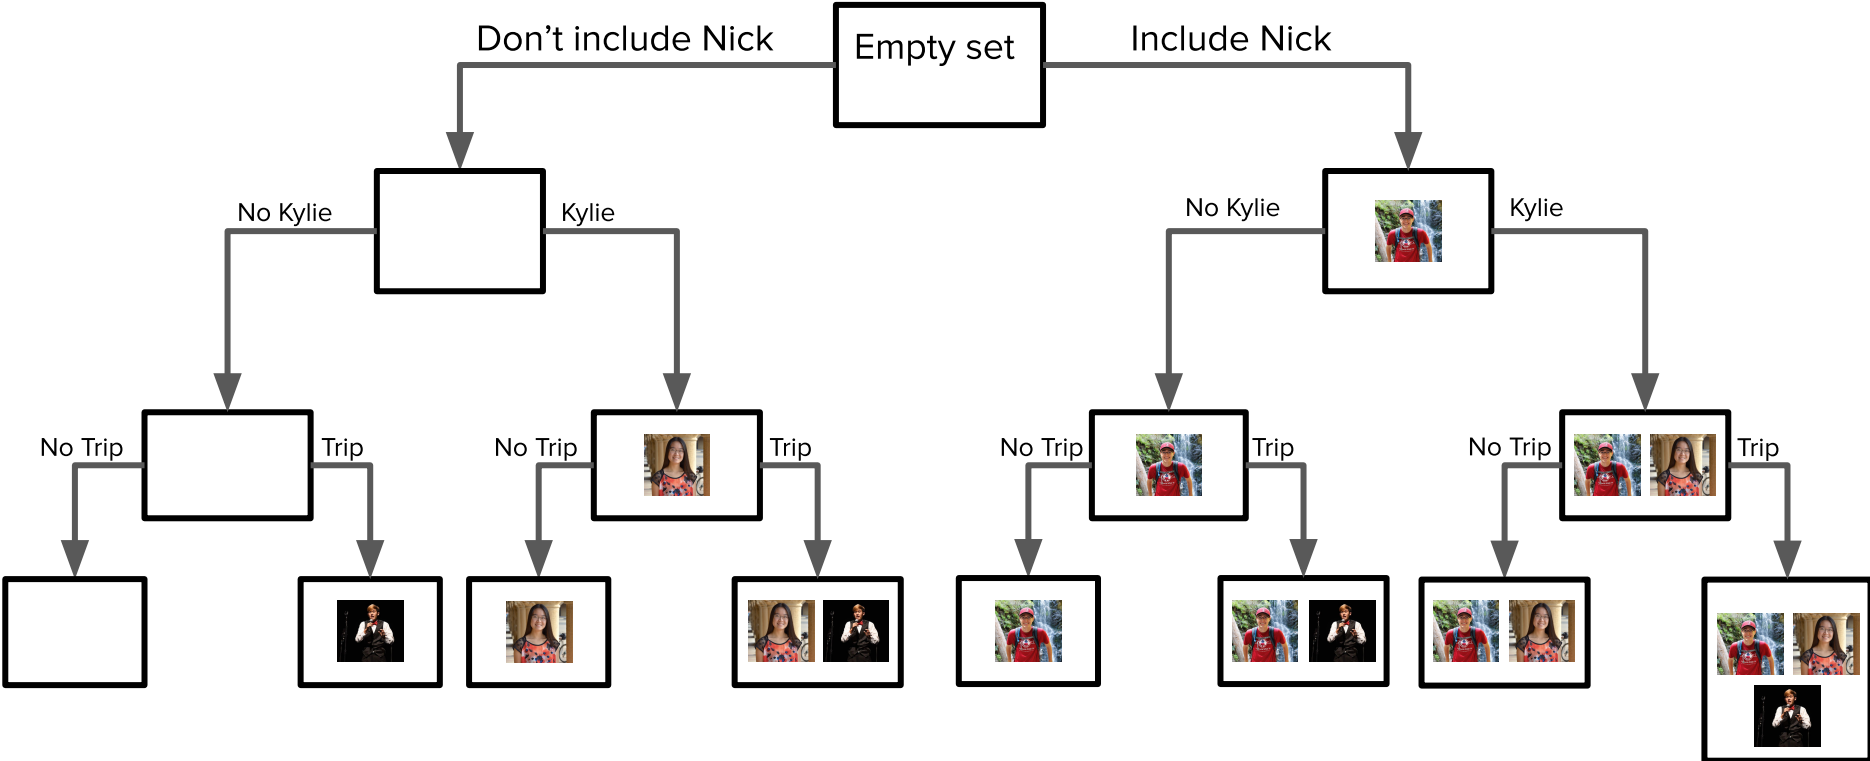 Don’t include Nick
Empty set
Include Nick
No Kylie
Kylie
No Kylie
Kylie
No Trip
Trip
No Trip
Trip
No Trip
Trip
No Trip
Trip